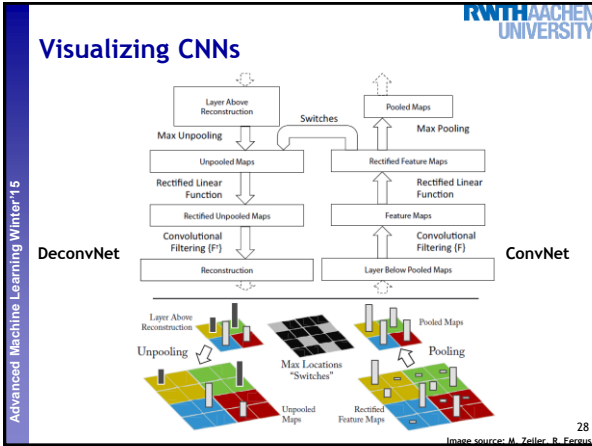 RWTH AACHEN
UNIVERSITY
Visualizing CNNs
Layer Above
Reconstruction
Pooled Maps
Switches
Max Unpooling
Max Pooling
Unpooled Maps
Rectified Feature Maps
Rectified Linear
Function
Rectified Linear
Function
Rectified Unpooled Maps
Feature Maps
DeconvNet
Convolutional
Filtering {Fᵀ}
Convolutional
Filtering {F}
ConvNet
Reconstruction
Layer Below Pooled Maps
Layer Above
Reconstruction
Pooled Maps
Unpooling
Max Locations
“Switches”
Pooling
Unpooled
Maps
Rectified
Feature Maps
Advanced Machine Learning Winter’15
28
Image source: M. Zeiler, R. Fergus